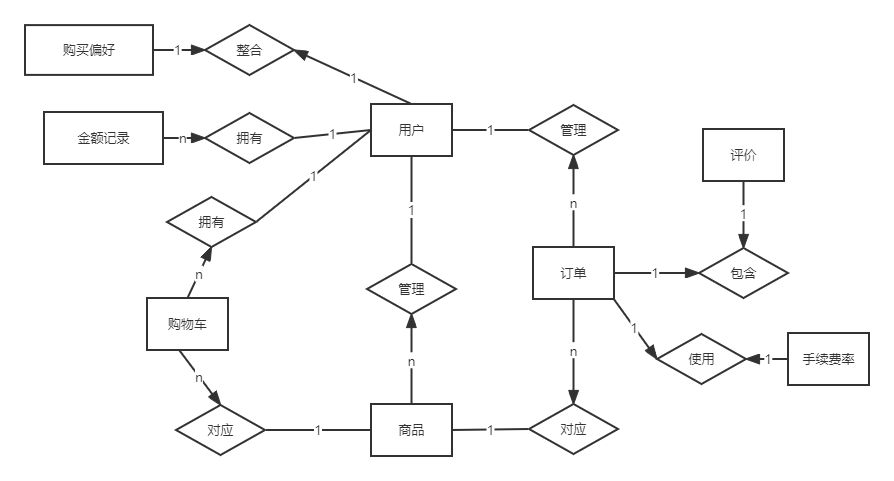 购买偏好
1
整合
1
金额记录
n
拥有
1
用户
1
管理
评价
1
拥有
1
n
1
n
1
购物车
订单
1
包含
管理
n
n
n
1
使用
1
手续费率
对应
1
商品
1
对应